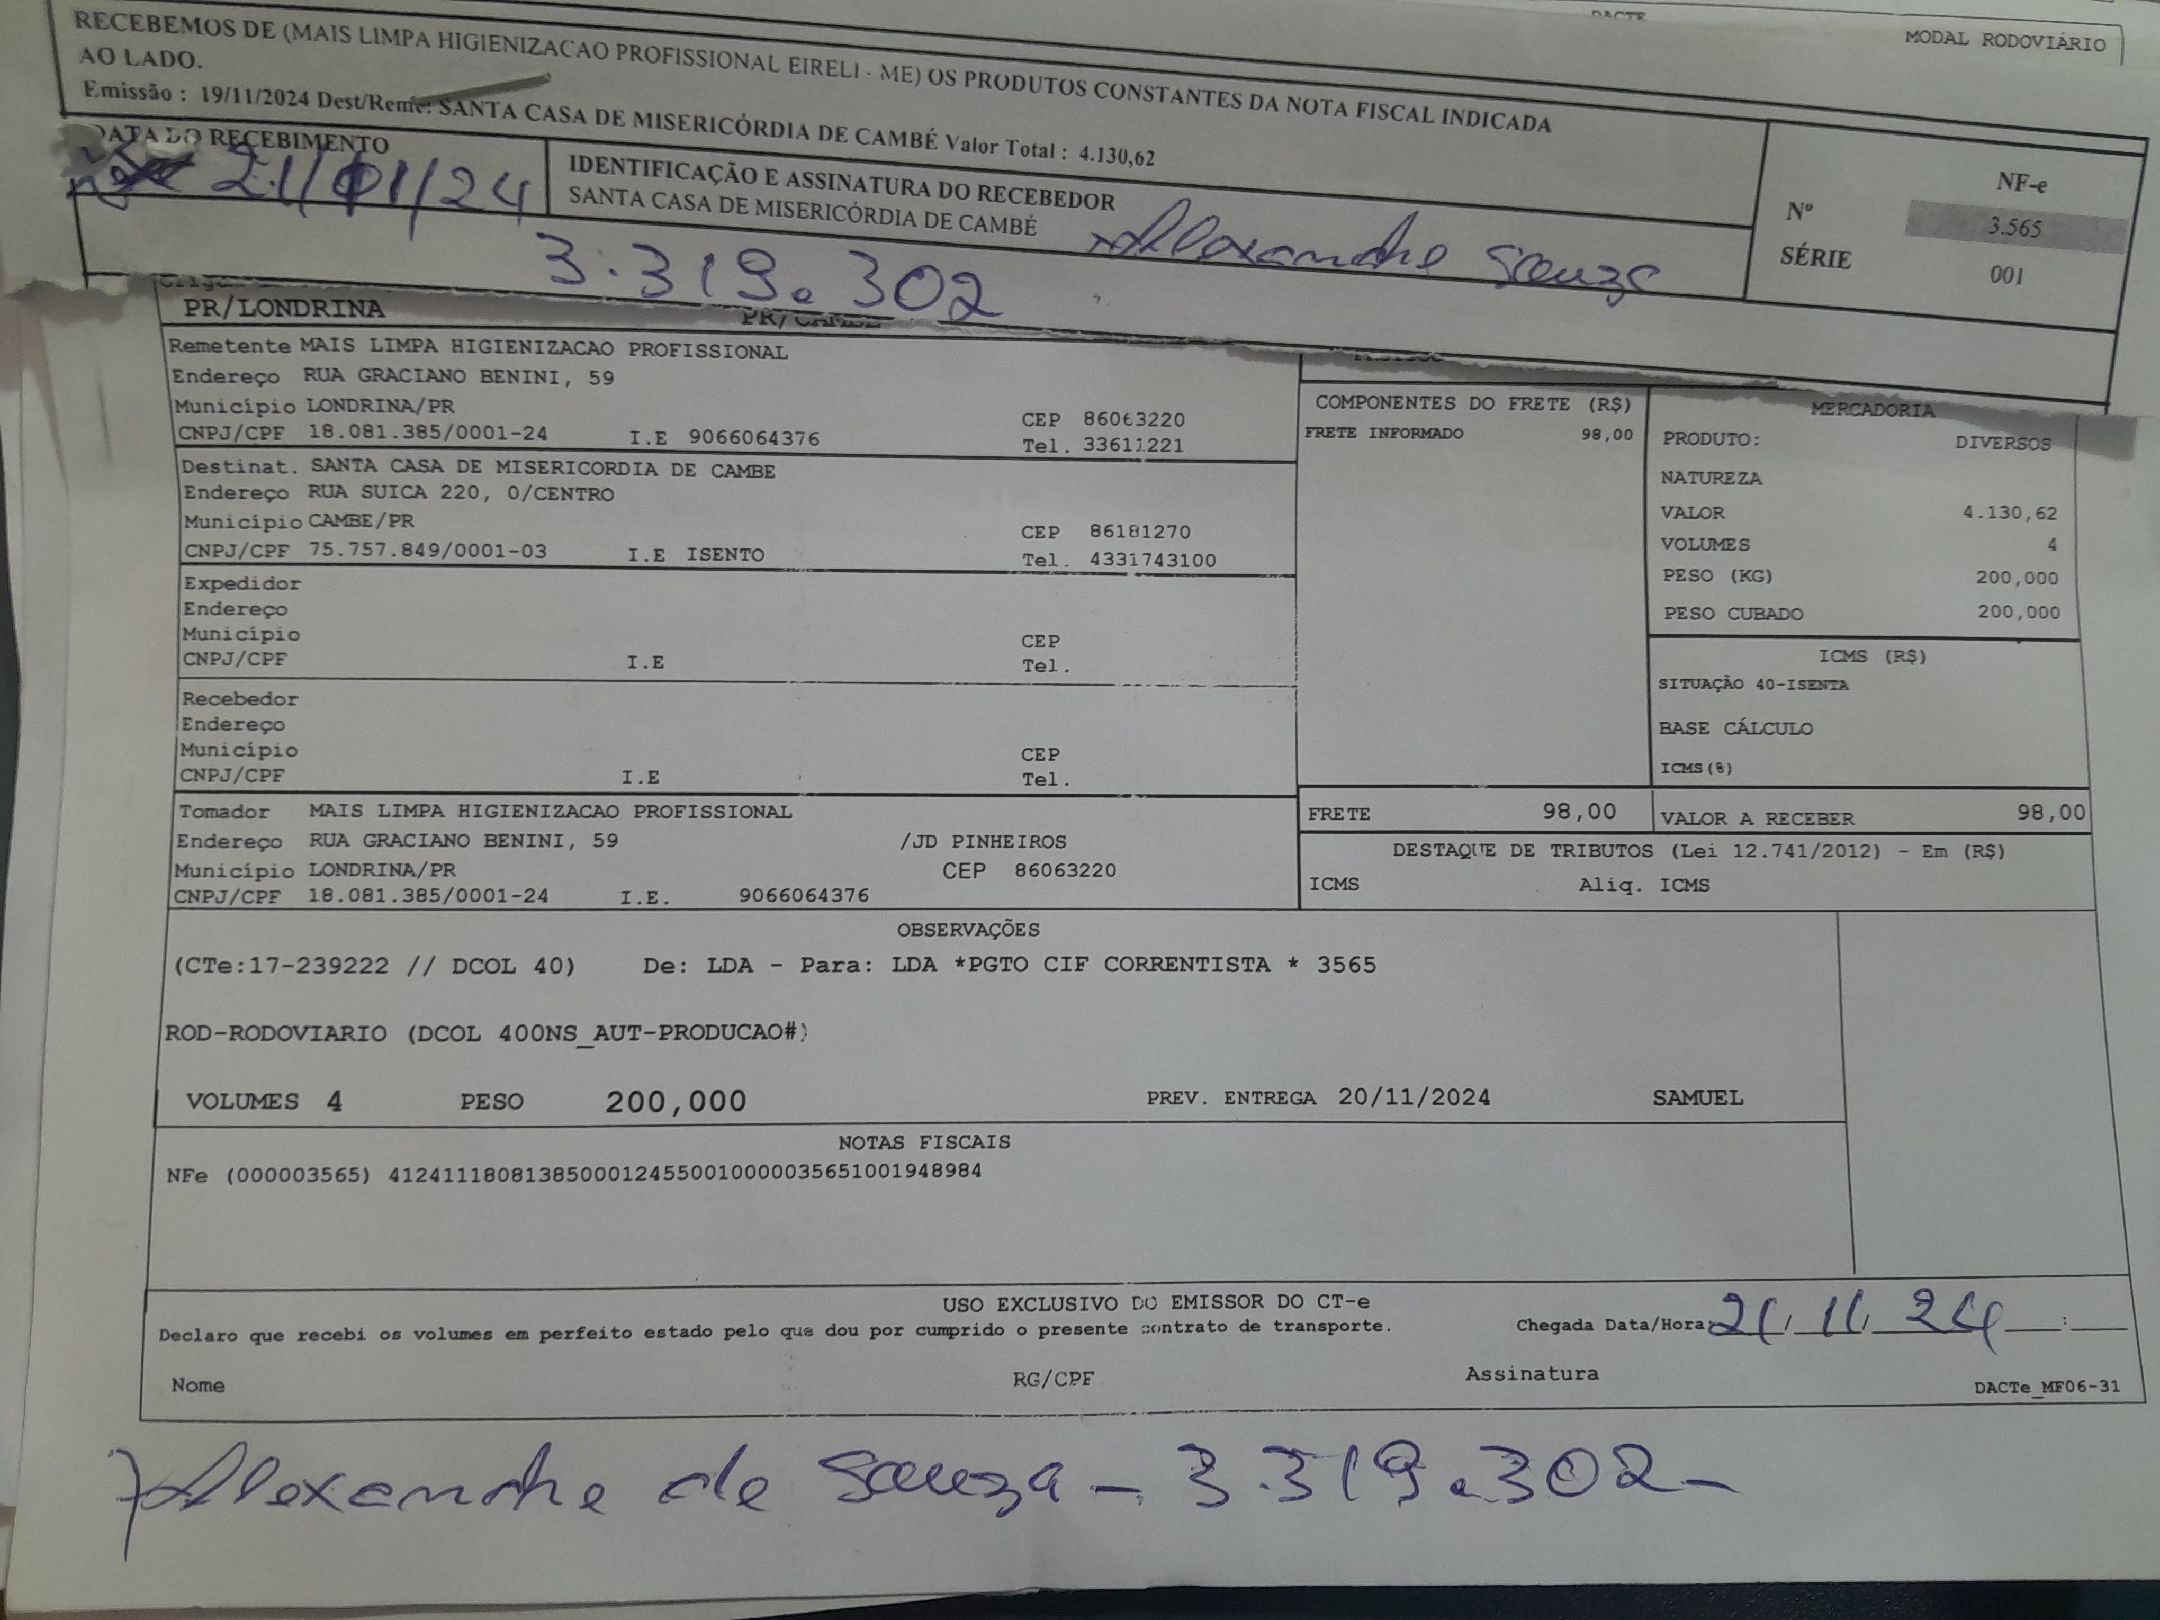 MODAL RODOVIÁRIO
RECEBEMOS DE (MAIS LIMPA HIGIENIZACAO PROFISSIONAL EIRELI - ME) OS PRODUTOS CONSTANTES DA NOTA FISCAL INDICADA
AO LADO.
Emissão : 19/11/2024 Dest/Reme: SANTA CASA DE MISERICÓRDIA DE CAMBÉ Valor Total : 4.130,62
DATA DO RECEBIMENTO
21/11/24
IDENTIFICAÇÃO E ASSINATURA DO RECEBEDOR
SANTA CASA DE MISERICÓRDIA DE CAMBÉ
Alexandre Souza
3.319.302
NF-e
Nº 3.565
SÉRIE 001
PR/LONDRINA PR/CAMBE
Remetente MAIS LIMPA HIGIENIZACAO PROFISSIONAL
Endereço RUA GRACIANO BENINI, 59
Município LONDRINA/PR CEP 86063220
CNPJ/CPF 18.081.385/0001-24 I.E 9066064376 Tel. 33611221
Destinat. SANTA CASA DE MISERICORDIA DE CAMBE
Endereço RUA SUICA 220, 0/CENTRO
Município CAMBE/PR CEP 86181270
CNPJ/CPF 75.757.849/0001-03 I.E ISENTO Tel. 4331743100
Expedidor
Endereço
Município CEP
CNPJ/CPF I.E Tel.
Recebedor
Endereço
Município CEP
CNPJ/CPF I.E Tel.
Tomador MAIS LIMPA HIGIENIZACAO PROFISSIONAL
Endereço RUA GRACIANO BENINI, 59 /JD PINHEIROS
Município LONDRINA/PR CEP 86063220
CNPJ/CPF 18.081.385/0001-24 I.E. 9066064376
COMPONENTES DO FRETE (R$)
FRETE INFORMADO 98,00
MERCADORIA
PRODUTO: DIVERSOS
NATUREZA
VALOR 4.130,62
VOLUMES 4
PESO (KG) 200,000
PESO CUBADO 200,000
ICMS (R$)
SITUAÇÃO 40-ISENTA
BASE CÁLCULO
ICMS(%)
FRETE 98,00 VALOR A RECEBER 98,00
DESTAQUE DE TRIBUTOS (Lei 12.741/2012) - Em (R$)
ICMS Aliq. ICMS
OBSERVAÇÕES
(CTe:17-239222 // DCOL 40) De: LDA - Para: LDA *PGTO CIF CORRENTISTA * 3565
ROD-RODOVIARIO (DCOL 400NS_AUT-PRODUCAO#)
VOLUMES 4 PESO 200,000 PREV. ENTREGA 20/11/2024 SAMUEL
NOTAS FISCAIS
NFe (000003565) 41241118081385000124550010000035651001948984
USO EXCLUSIVO DO EMISSOR DO CT-e
Declaro que recebi os volumes em perfeito estado pelo que dou por cumprido o presente contrato de transporte.
Chegada Data/Hora: 21/11/24 :
Nome RG/CPF Assinatura DACTe_MF06-31
Alexandre de Souza - 3.319.302-